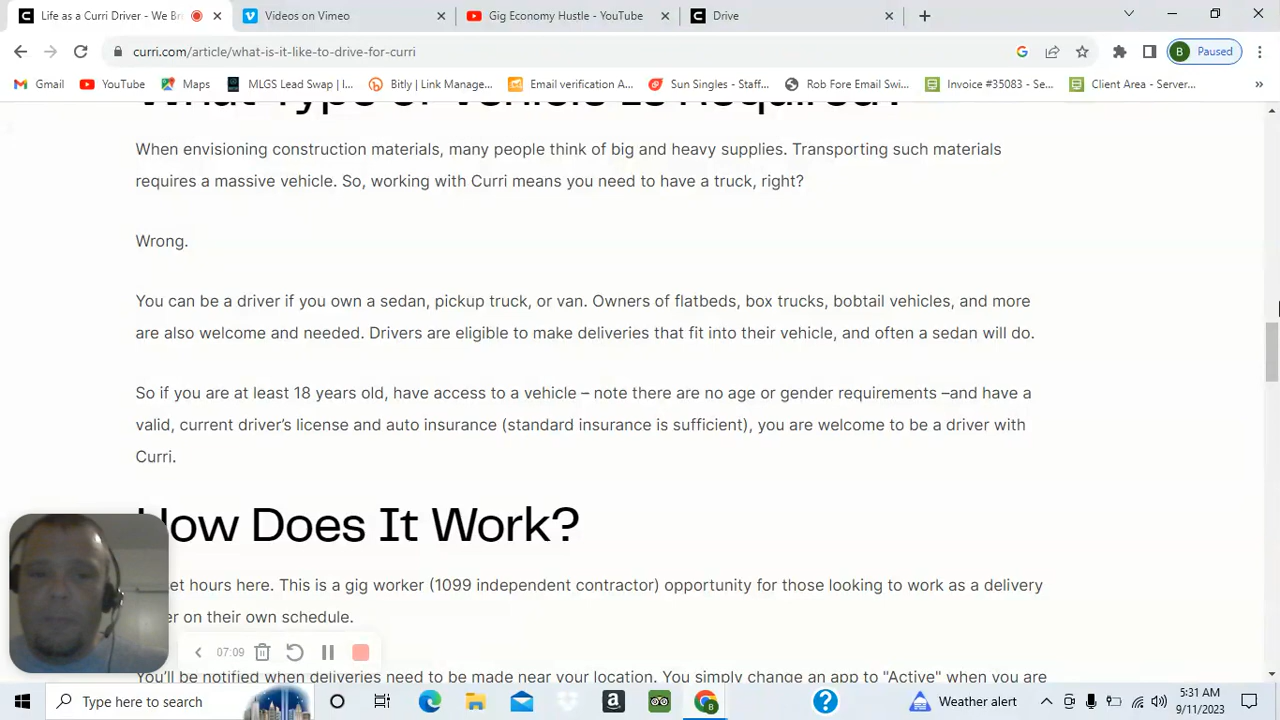 Life as a Curri Driver - We Br
Videos on Vimeo
Gig Economy Hustle - YouTube
Drive
curri.com/article/what-is-it-like-to-drive-for-curri
B Paused
Gmail
YouTube
Maps
MLGS Lead Swap | I...
Bitly | Link Manage...
Email verification A...
Sun Singles - Staff...
Rob Fore Email Swi...
Invoice #35083 - Se...
Client Area - Server...
What Type of Vehicle Is Required?
When envisioning construction materials, many people think of big and heavy supplies. Transporting such materials
requires a massive vehicle. So, working with Curri means you need to have a truck, right?
Wrong.
You can be a driver if you own a sedan, pickup truck, or van. Owners of flatbeds, box trucks, bobtail vehicles, and more
are also welcome and needed. Drivers are eligible to make deliveries that fit into their vehicle, and often a sedan will do.
So if you are at least 18 years old, have access to a vehicle – note there are no age or gender requirements –and have a
valid, current driver's license and auto insurance (standard insurance is sufficient), you are welcome to be a driver with
Curri.
How Does It Work?
et hours here. This is a gig worker (1099 independent contractor) opportunity for those looking to work as a delivery
er on their own schedule.
07:09
You'll be notified when deliveries need to be made near your location. You simply change an app to "Active" when you are
Type here to search
Weather alert
5:31 AM
9/11/2023